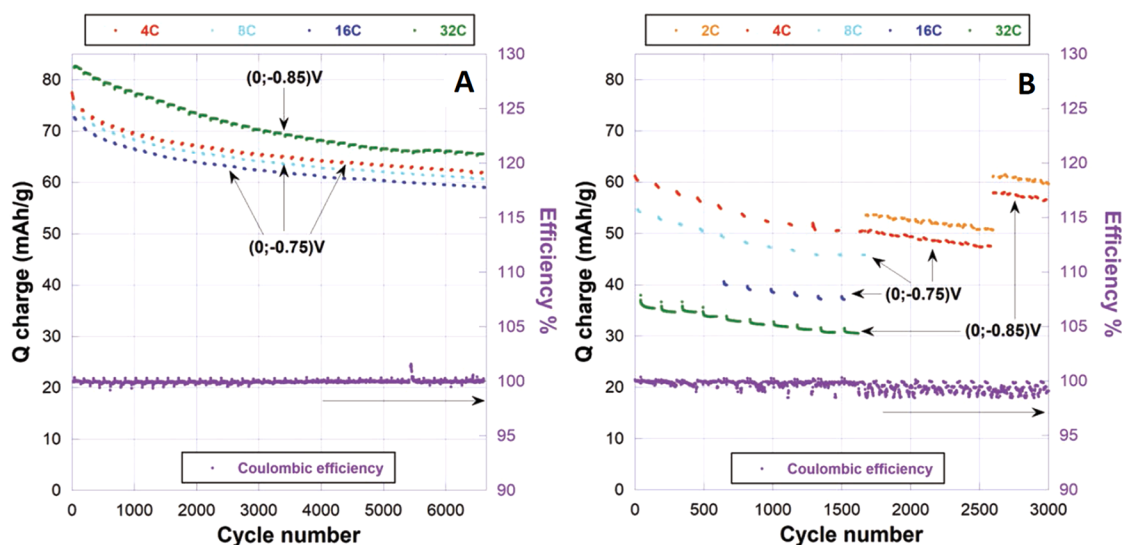 4C 8C 16C 32C
A
(0;-0.85)V
(0;-0.75)V
Q charge (mAh/g)
80
70
60
50
40
30
20
10
0
Efficiency %
130
125
120
115
110
105
100
95
90
Coulombic efficiency
0 1000 2000 3000 4000 5000 6000
Cycle number
2C 4C 8C 16C 32C
B
(0;-0.75)V
(0;-0.85)V
Q charge (mAh/g)
80
70
60
50
40
30
20
10
0
Efficiency %
130
125
120
115
110
105
100
95
90
Coulombic efficiency
0 500 1000 1500 2000 2500 3000
Cycle number